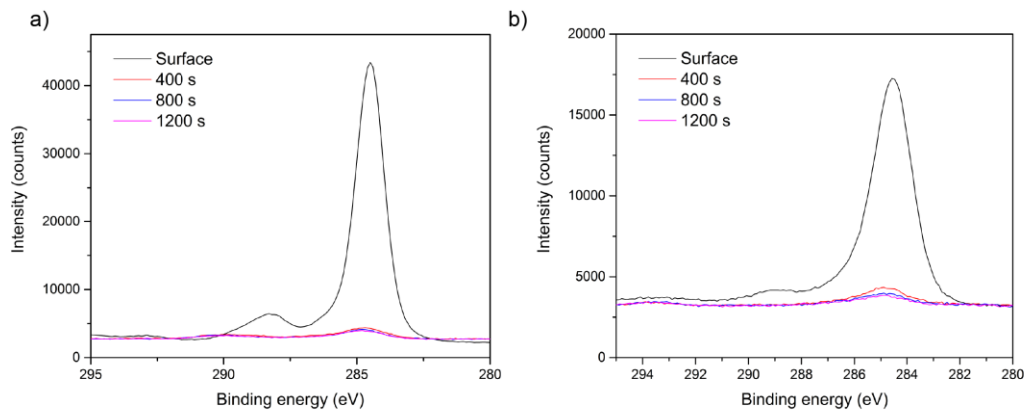 a)
Surface
400 s
800 s
1200 s
40000
30000
20000
10000
0
295
290
285
280
Intensity (counts)
Binding energy (eV)
b)
Surface
400 s
800 s
1200 s
20000
15000
10000
5000
0
294
292
290
288
286
284
282
280
Intensity (counts)
Binding energy (eV)